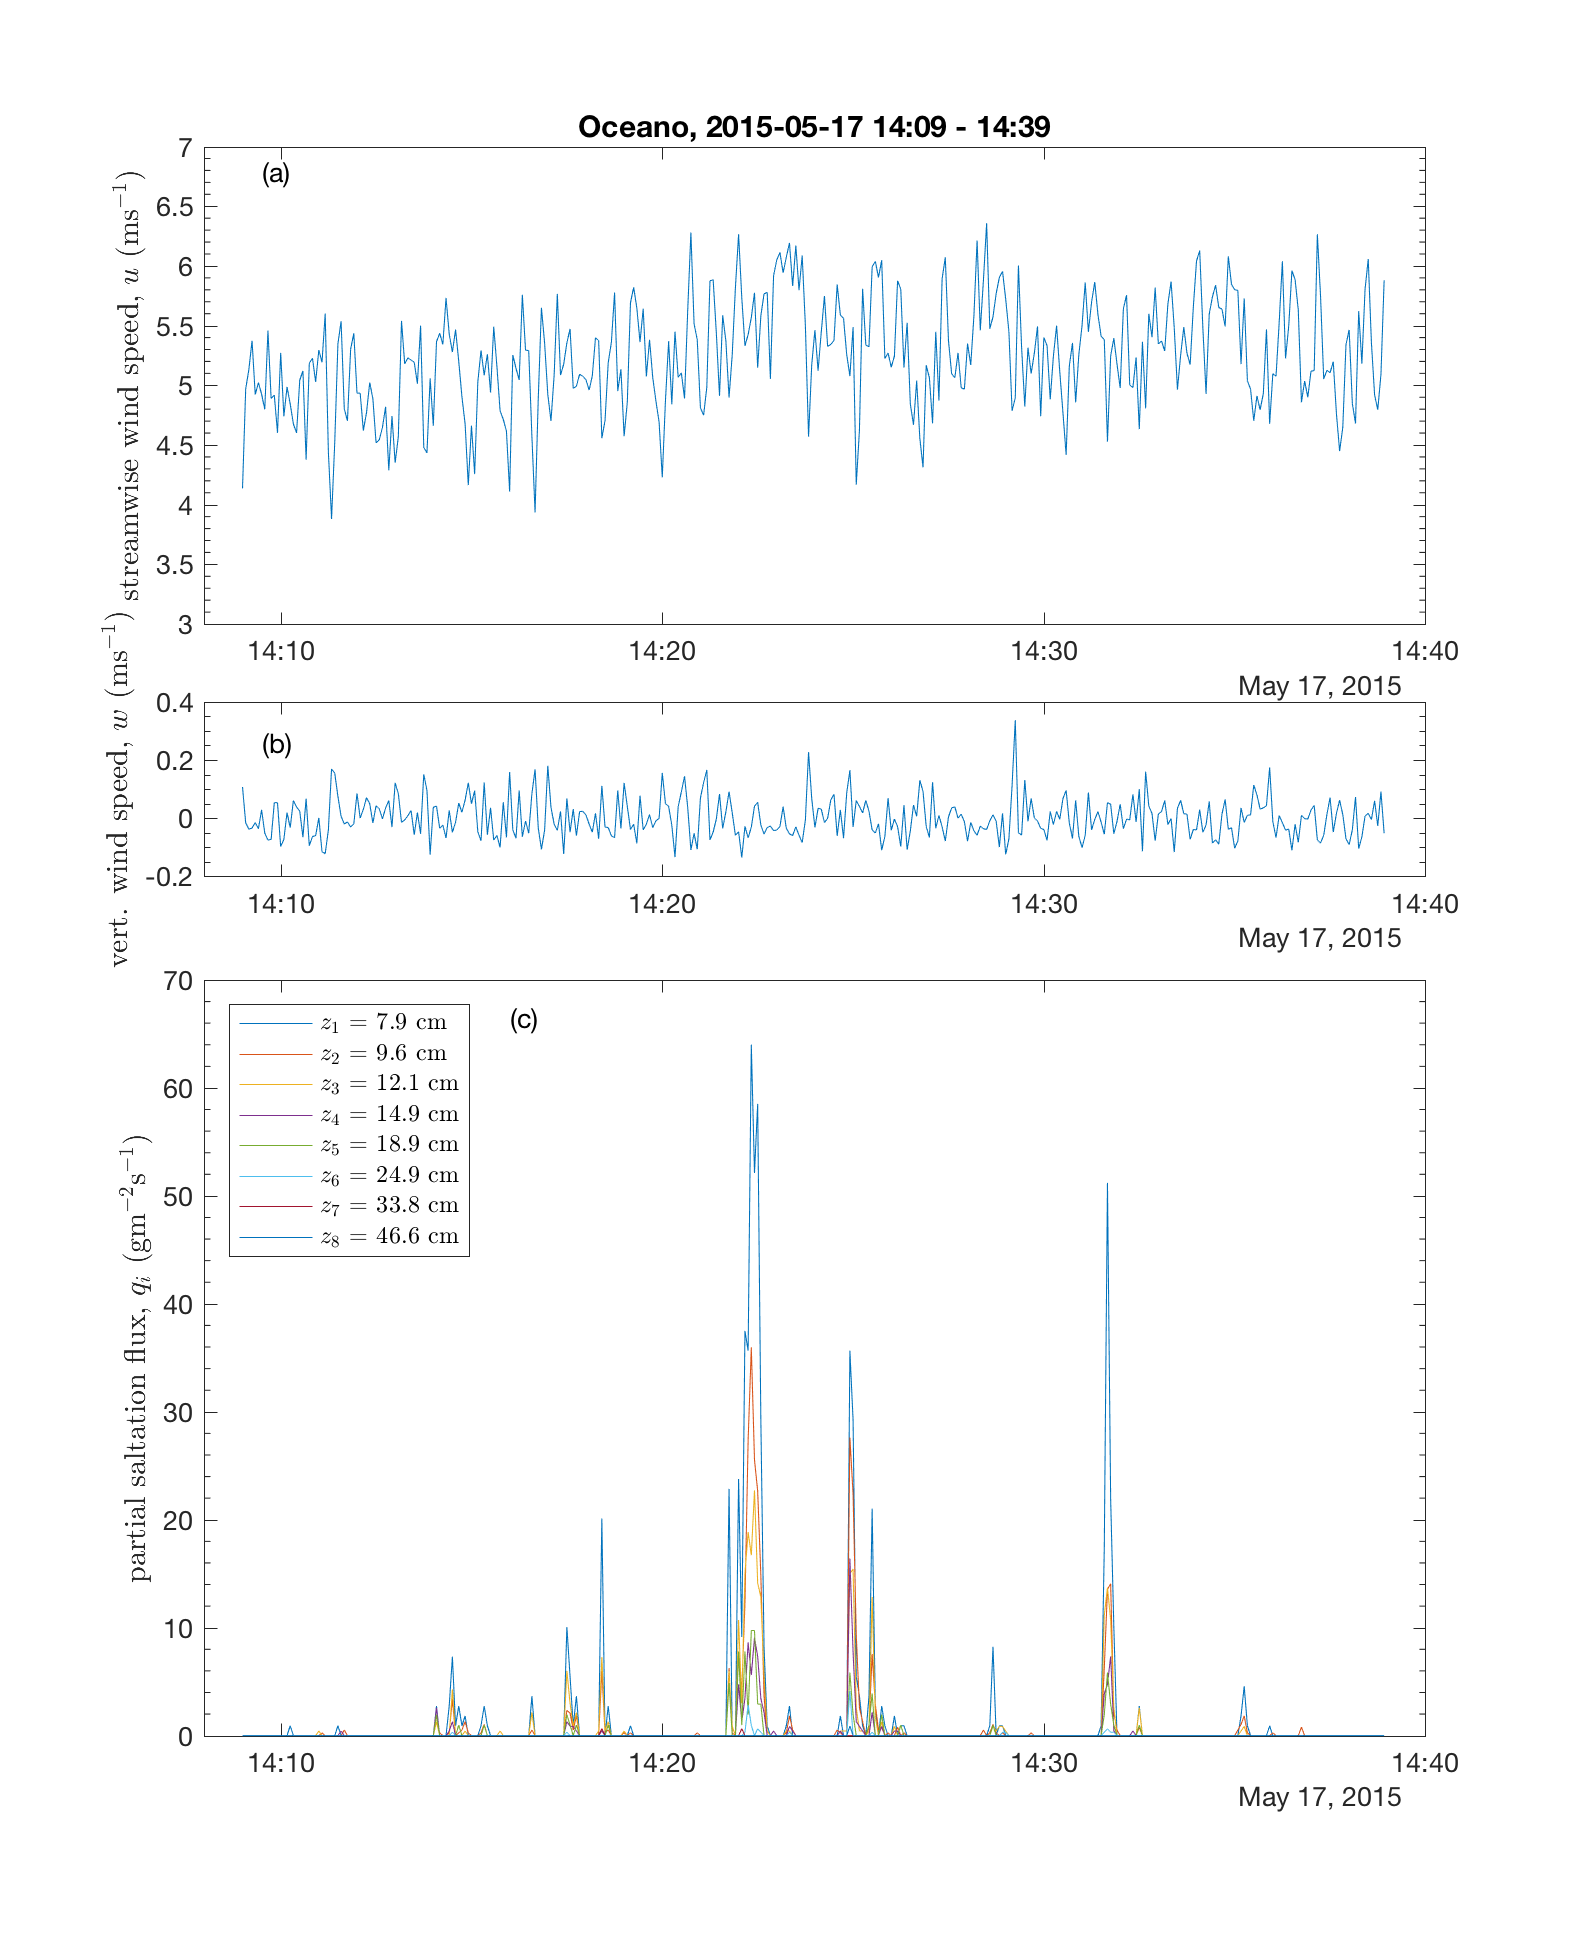 Oceano, 2015-05-17 14:09 - 14:39
(a)
streamwise wind speed, u (ms⁻¹)
7
6.5
6
5.5
5
4.5
4
3.5
3
14:10 14:20 14:30 14:40
May 17, 2015
(b)
vert. wind speed, w (ms⁻¹)
0.4
0.2
0
-0.2
14:10 14:20 14:30 14:40
May 17, 2015
(c)
partial saltation flux, qᵢ (gm⁻²s⁻¹)
70
60
50
40
30
20
10
0
z₁ = 7.9 cm
z₂ = 9.6 cm
z₃ = 12.1 cm
z₄ = 14.9 cm
z₅ = 18.9 cm
z₆ = 24.9 cm
z₇ = 33.8 cm
z₈ = 46.6 cm
14:10 14:20 14:30 14:40
May 17, 2015